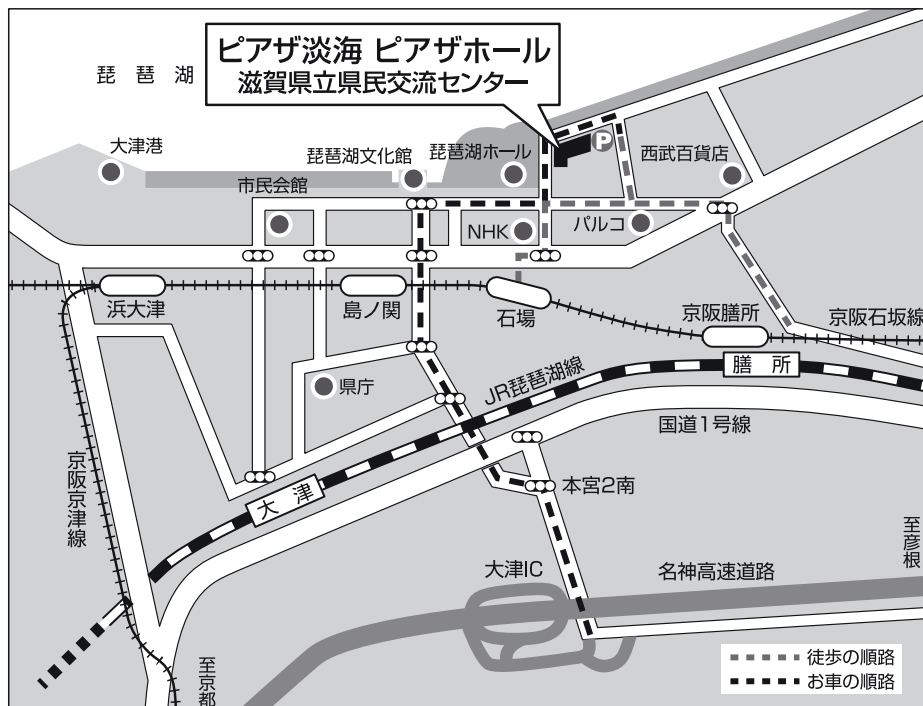 ピアザ淡海 ピアザホール
滋賀県立県民交流センター
琵琶湖
大津港
琵琶湖文化館
琵琶湖ホール
P
西武百貨店
市民会館
NHK
パルコ
浜大津
島ノ関
石場
京阪膳所
京阪石坂線
県庁
JR琵琶湖線
膳所
国道1号線
京阪京津線
大津
本宮2南
至彦根
大津IC
名神高速道路
至京都
徒歩の順路
お車の順路